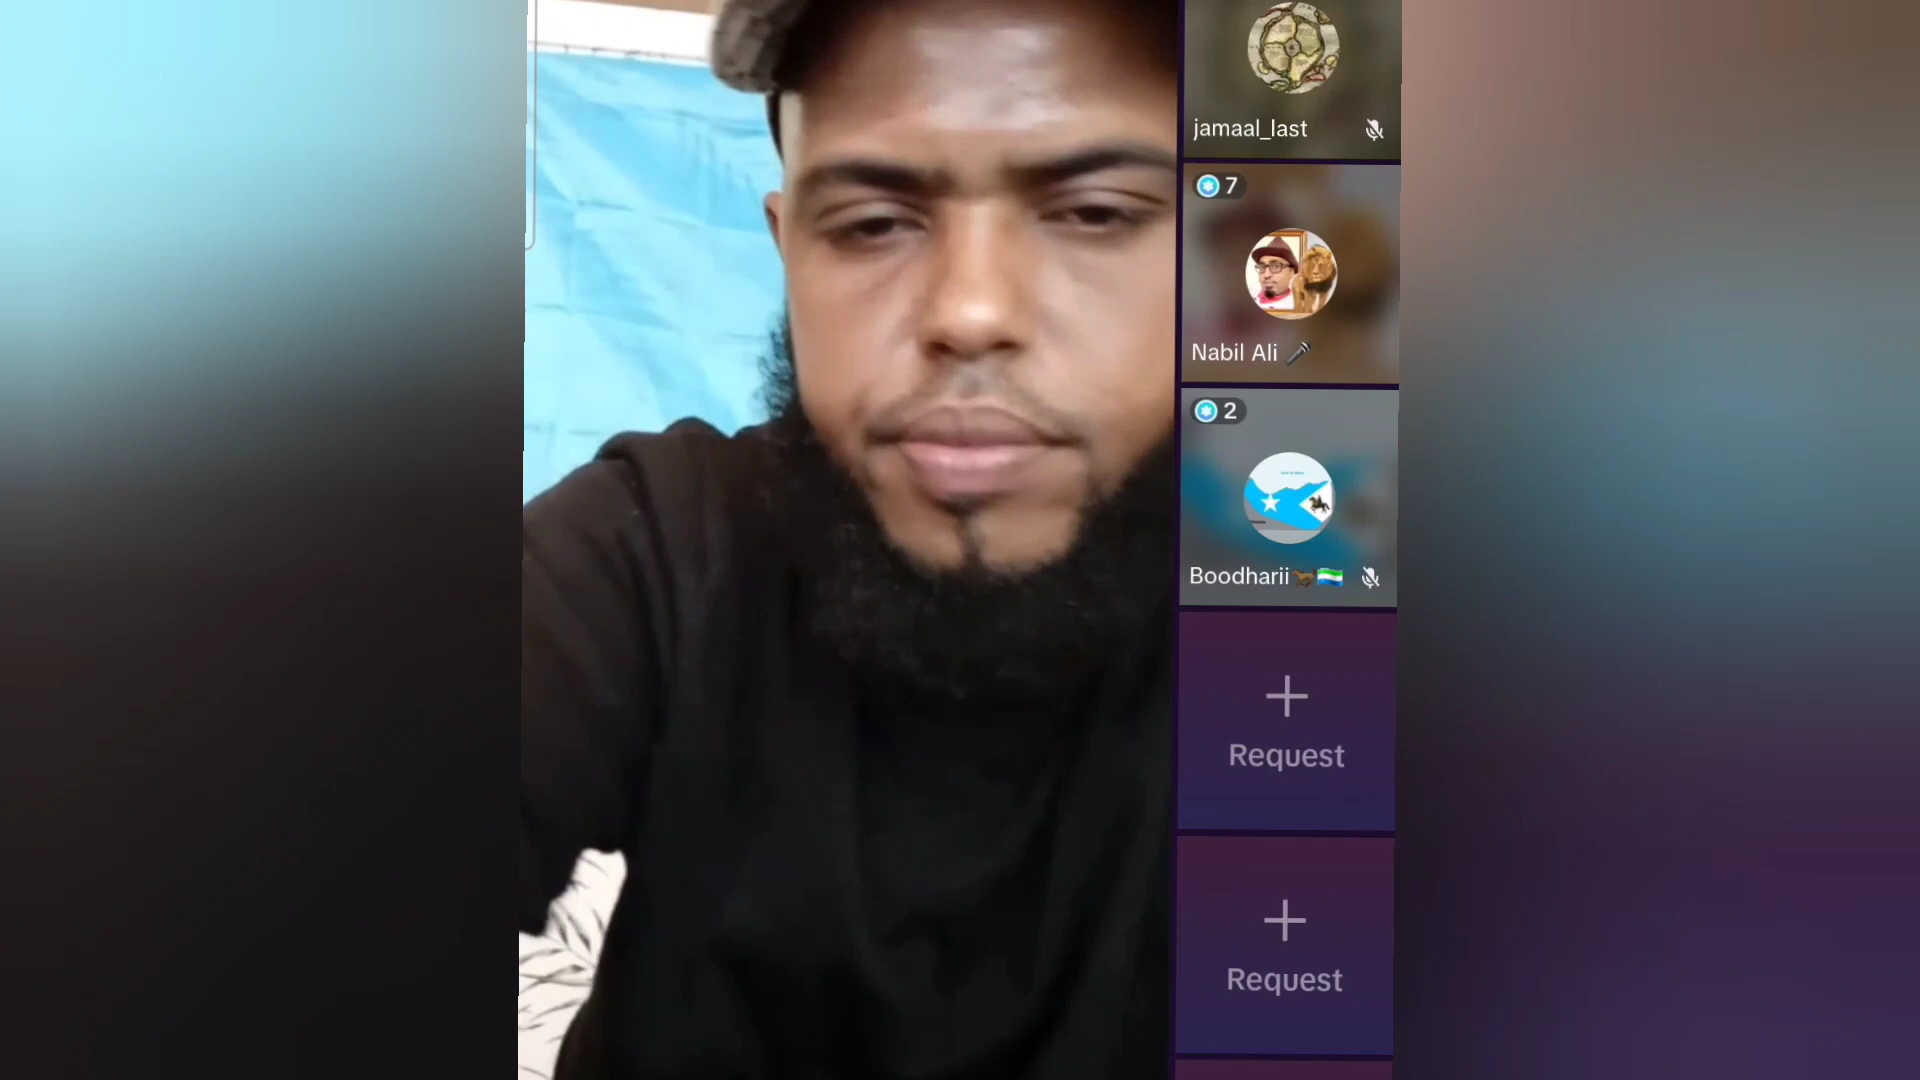 jamaal_last
7
Nabil Ali 🎤
2
Boodharii🐎🇸🇱
Request
Request